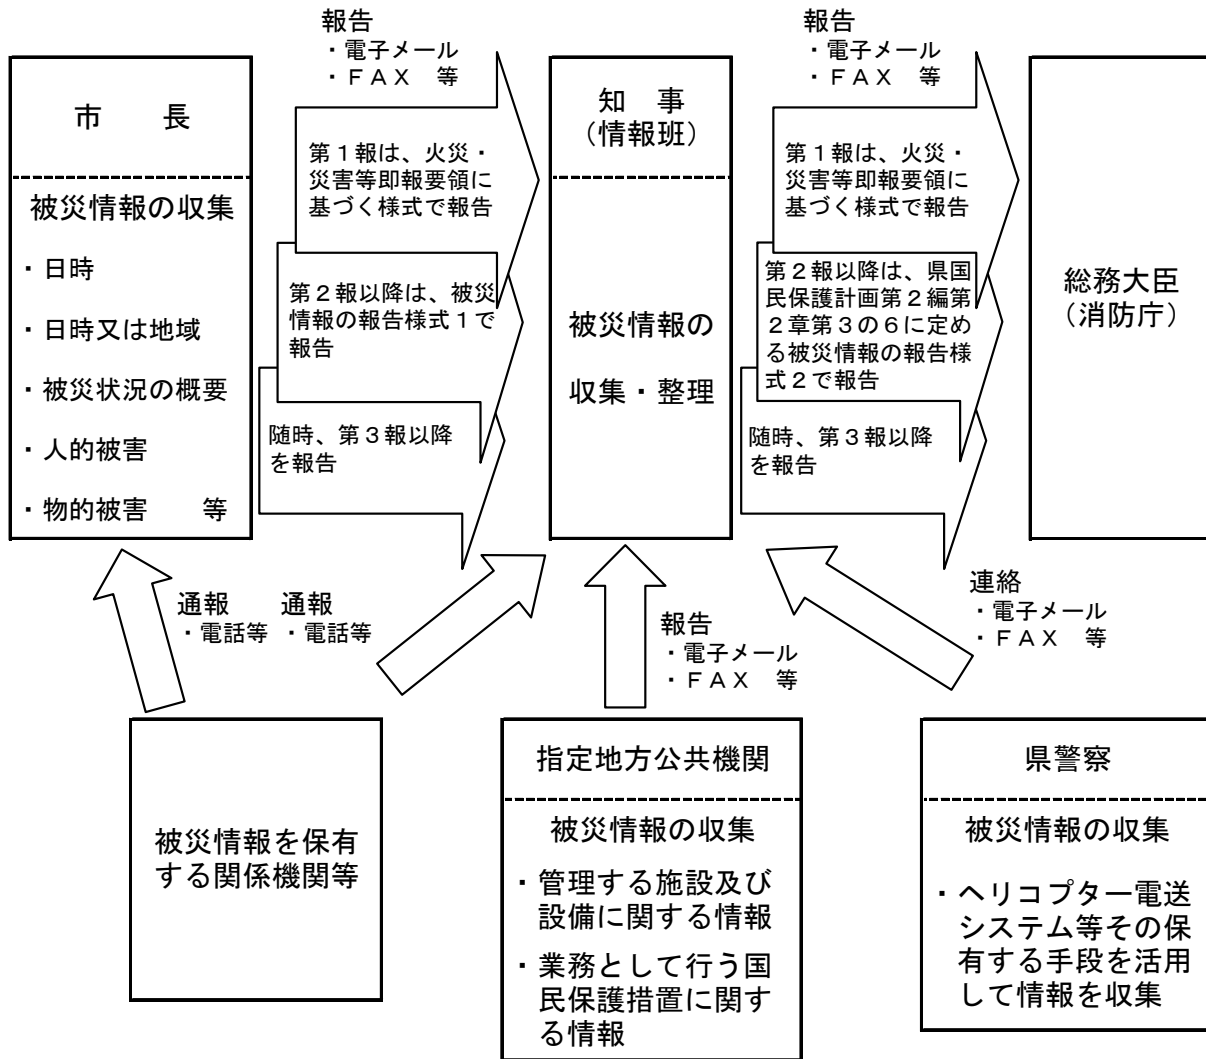 市　　長
被災情報の収集
・日時
・日時又は地域
・被災状況の概要
・人的被害
・物的被害　　等
報告
・電子メール
・ＦＡＸ　等
第１報は、火災・
災害等即報要領に
基づく様式で報告
第２報以降は、被災
情報の報告様式１で
報告
随時、第３報以降
を報告
知　事
（情報班）
被災情報の
収集・整理
報告
・電子メール
・ＦＡＸ　等
第１報は、火災・
災害等即報要領に
基づく様式で報告
第２報以降は、県国
民保護計画第２編第
２章第３の６に定め
る被災情報の報告様
式２で報告
随時、第３報以降
を報告
総務大臣
（消防庁）
通報
・電話等
通報
・電話等
報告
・電子メール
・ＦＡＸ　等
連絡
・電子メール
・ＦＡＸ　等
被災情報を保有
する関係機関等
指定地方公共機関
被災情報の収集
・管理する施設及び
設備に関する情報
・業務として行う国
民保護措置に関す
る情報
県警察
被災情報の収集
・ヘリコプター電送
システム等その保
有する手段を活用
して情報を収集